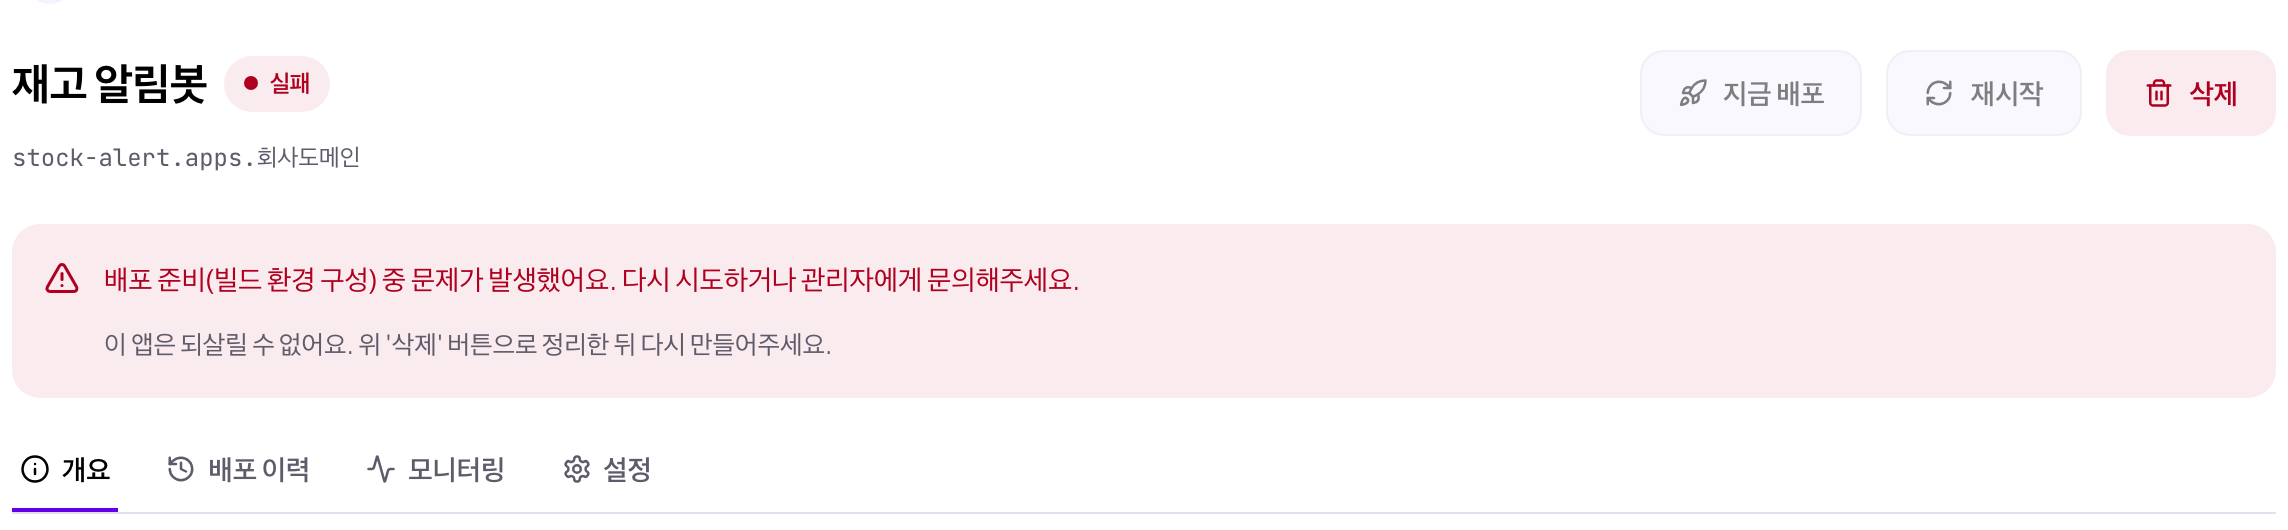 재고 알림봇
실패
지금 배포
재시작
삭제
stock-alert.apps.회사도메인
배포 준비(빌드 환경 구성) 중 문제가 발생했어요. 다시 시도하거나 관리자에게 문의해주세요.
이 앱은 되살릴 수 없어요. 위 '삭제' 버튼으로 정리한 뒤 다시 만들어주세요.
개요
배포 이력
모니터링
설정